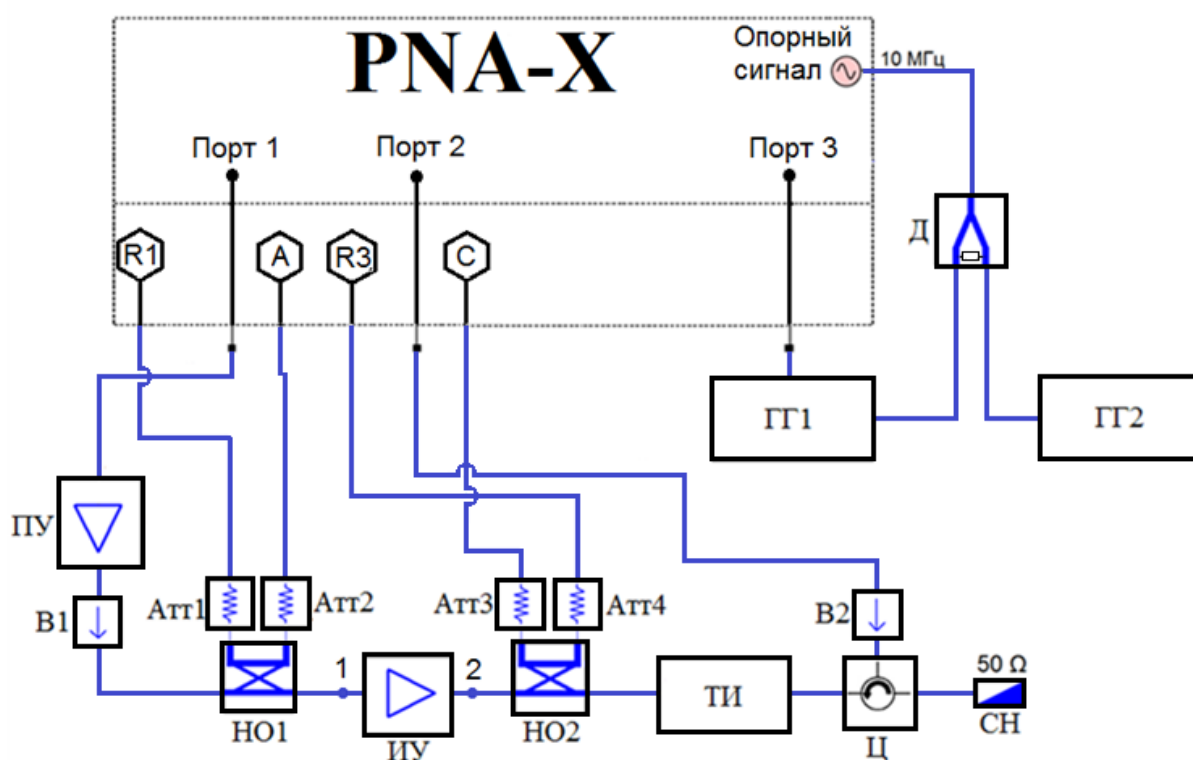 PNA-X
Опорный
сигнал
10 МГц
Порт 1
Порт 2
Порт 3
R1
A
R3
C
Д
ГГ1
ГГ2
ПУ
В1
Атт1
Атт2
Атт3
Атт4
В2
1
2
50 Ω
ТИ
НО1
ИУ
НО2
Ц
СН